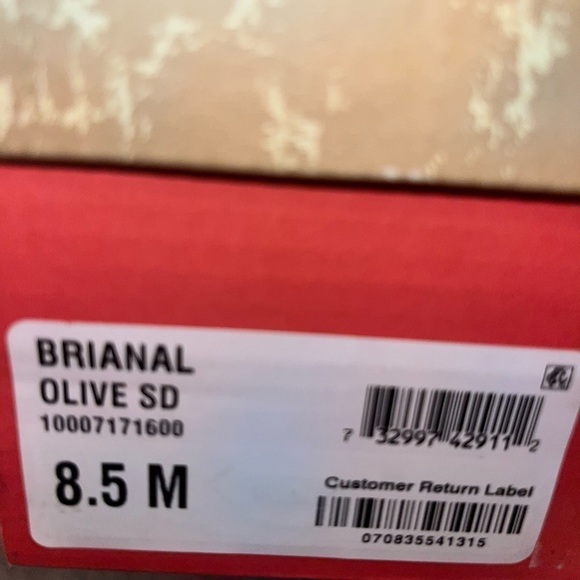 BRIANAL
OLIVE SD
10007171600
8.5 M
7 32997 42911 2
Customer Return Label
070835541315